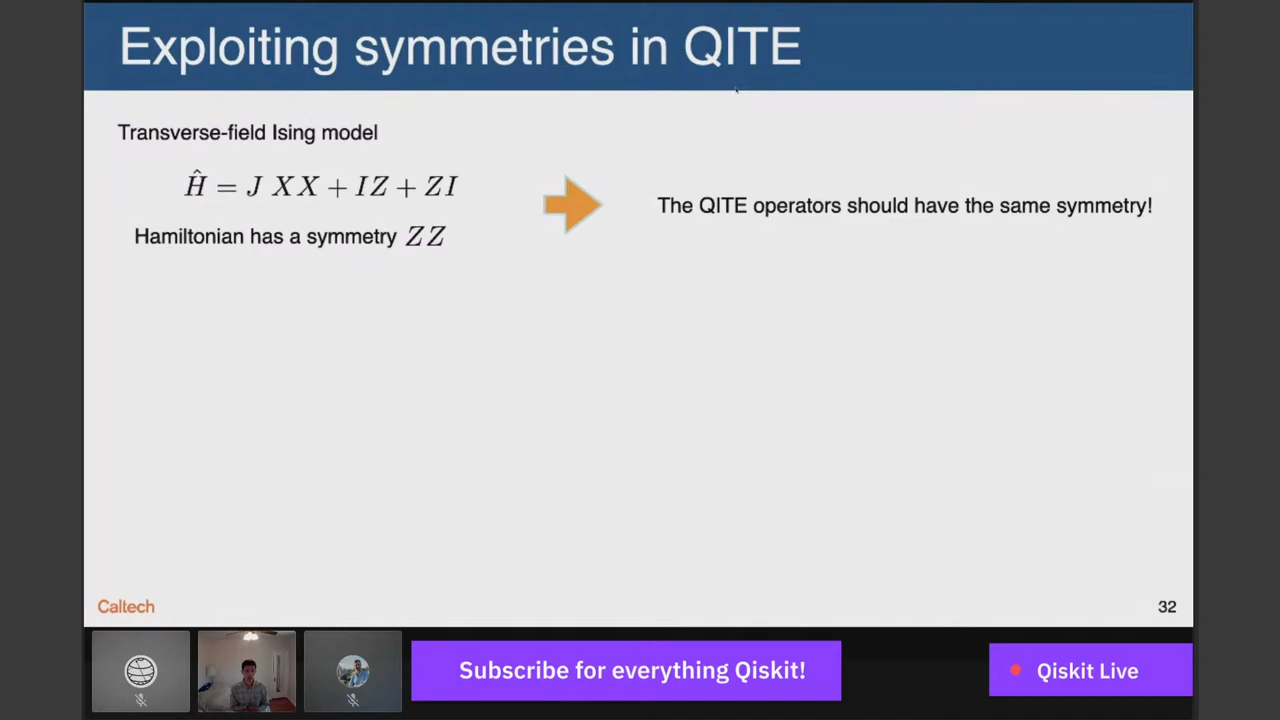 Exploiting symmetries in QITE
Transverse-field Ising model
Ĥ = J XX + IZ + ZI
Hamiltonian has a symmetry ZZ
The QITE operators should have the same symmetry!
Caltech
32
Subscribe for everything Qiskit!
Qiskit Live